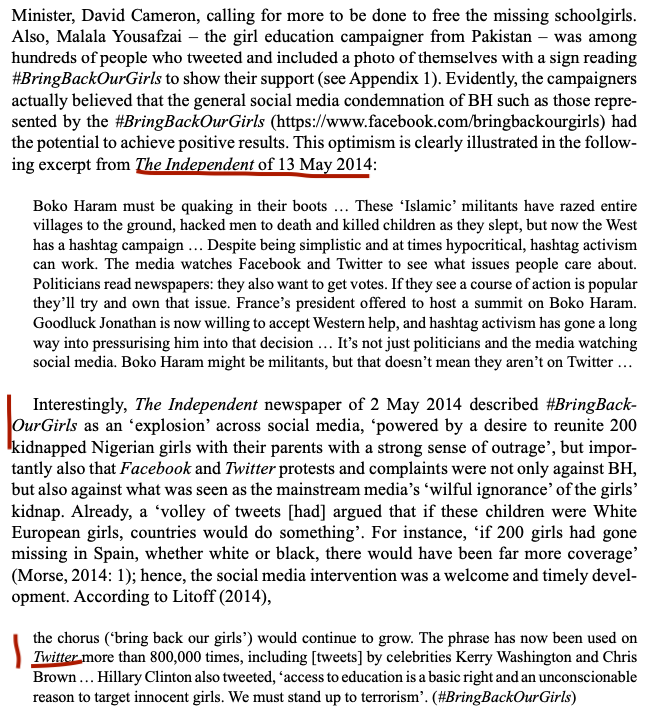 Minister, David Cameron, calling for more to be done to free the missing schoolgirls.
Also, Malala Yousafzai – the girl education campaigner from Pakistan – was among
hundreds of people who tweeted and included a photo of themselves with a sign reading
#BringBackOurGirls to show their support (see Appendix 1). Evidently, the campaigners
actually believed that the general social media condemnation of BH such as those repre-
sented by the #BringBackOurGirls (https://www.facebook.com/bringbackourgirls) had
the potential to achieve positive results. This optimism is clearly illustrated in the follow-
ing excerpt from The Independent of 13 May 2014:
Boko Haram must be quaking in their boots … These ‘Islamic’ militants have razed entire
villages to the ground, hacked men to death and killed children as they slept, but now the West
has a hashtag campaign … Despite being simplistic and at times hypocritical, hashtag activism
can work. The media watches Facebook and Twitter to see what issues people care about.
Politicians read newspapers: they also want to get votes. If they see a course of action is popular
they’ll try and own that issue. France’s president offered to host a summit on Boko Haram.
Goodluck Jonathan is now willing to accept Western help, and hashtag activism has gone a long
way into pressurising him into that decision … It’s not just politicians and the media watching
social media. Boko Haram might be militants, but that doesn’t mean they aren’t on Twitter …
Interestingly, The Independent newspaper of 2 May 2014 described #BringBack-
OurGirls as an ‘explosion’ across social media, ‘powered by a desire to reunite 200
kidnapped Nigerian girls with their parents with a strong sense of outrage’, but impor-
tantly also that Facebook and Twitter protests and complaints were not only against BH,
but also against what was seen as the mainstream media’s ‘wilful ignorance’ of the girls’
kidnap. Already, a ‘volley of tweets [had] argued that if these children were White
European girls, countries would do something’. For instance, ‘if 200 girls had gone
missing in Spain, whether white or black, there would have been far more coverage’
(Morse, 2014: 1); hence, the social media intervention was a welcome and timely devel-
opment. According to Litoff (2014),
the chorus (‘bring back our girls’) would continue to grow. The phrase has now been used on
Twitter more than 800,000 times, including [tweets] by celebrities Kerry Washington and Chris
Brown … Hillary Clinton also tweeted, ‘access to education is a basic right and an unconscionable
reason to target innocent girls. We must stand up to terrorism’. (#BringBackOurGirls)